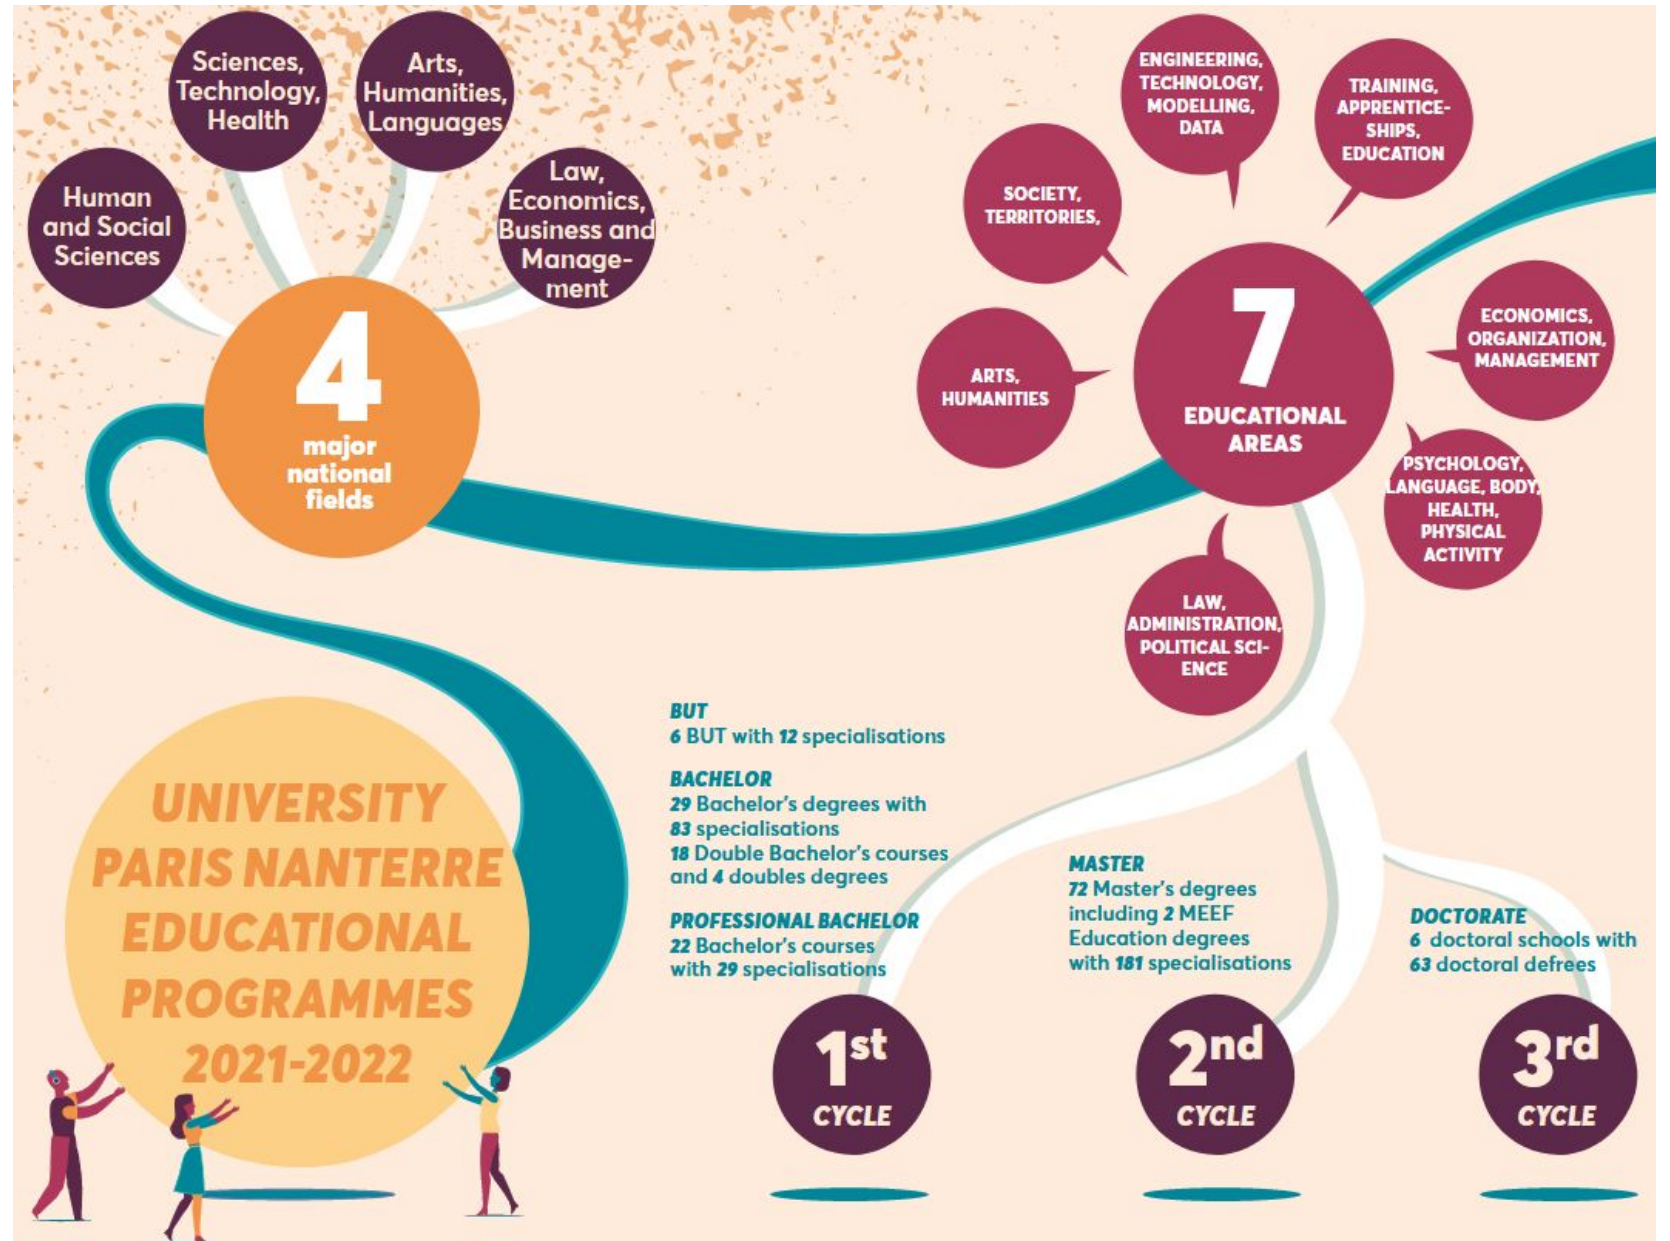 Sciences,
Technology,
Health
Arts,
Humanities,
Languages
Human
and Social
Sciences
Law,
Economics,
Business and
Manage-
ment
4
major
national
fields
ENGINEERING,
TECHNOLOGY,
MODELLING,
DATA
TRAINING,
APPRENTICE-
SHIPS,
EDUCATION
SOCIETY,
TERRITORIES,
ARTS,
HUMANITIES
7
EDUCATIONAL
AREAS
ECONOMICS,
ORGANIZATION,
MANAGEMENT
PSYCHOLOGY,
LANGUAGE, BODY,
HEALTH,
PHYSICAL
ACTIVITY
LAW,
ADMINISTRATION,
POLITICAL SCI-
ENCE
UNIVERSITY
PARIS NANTERRE
EDUCATIONAL
PROGRAMMES
2021-2022
BUT
6 BUT with 12 specialisations
BACHELOR
29 Bachelor's degrees with
83 specialisations
18 Double Bachelor's courses
and 4 doubles degrees
PROFESSIONAL BACHELOR
22 Bachelor's courses
with 29 specialisations
1st
CYCLE
MASTER
72 Master's degrees
including 2 MEEF
Education degrees
with 181 specialisations
2nd
CYCLE
DOCTORATE
6 doctoral schools with
63 doctoral defrees
3rd
CYCLE